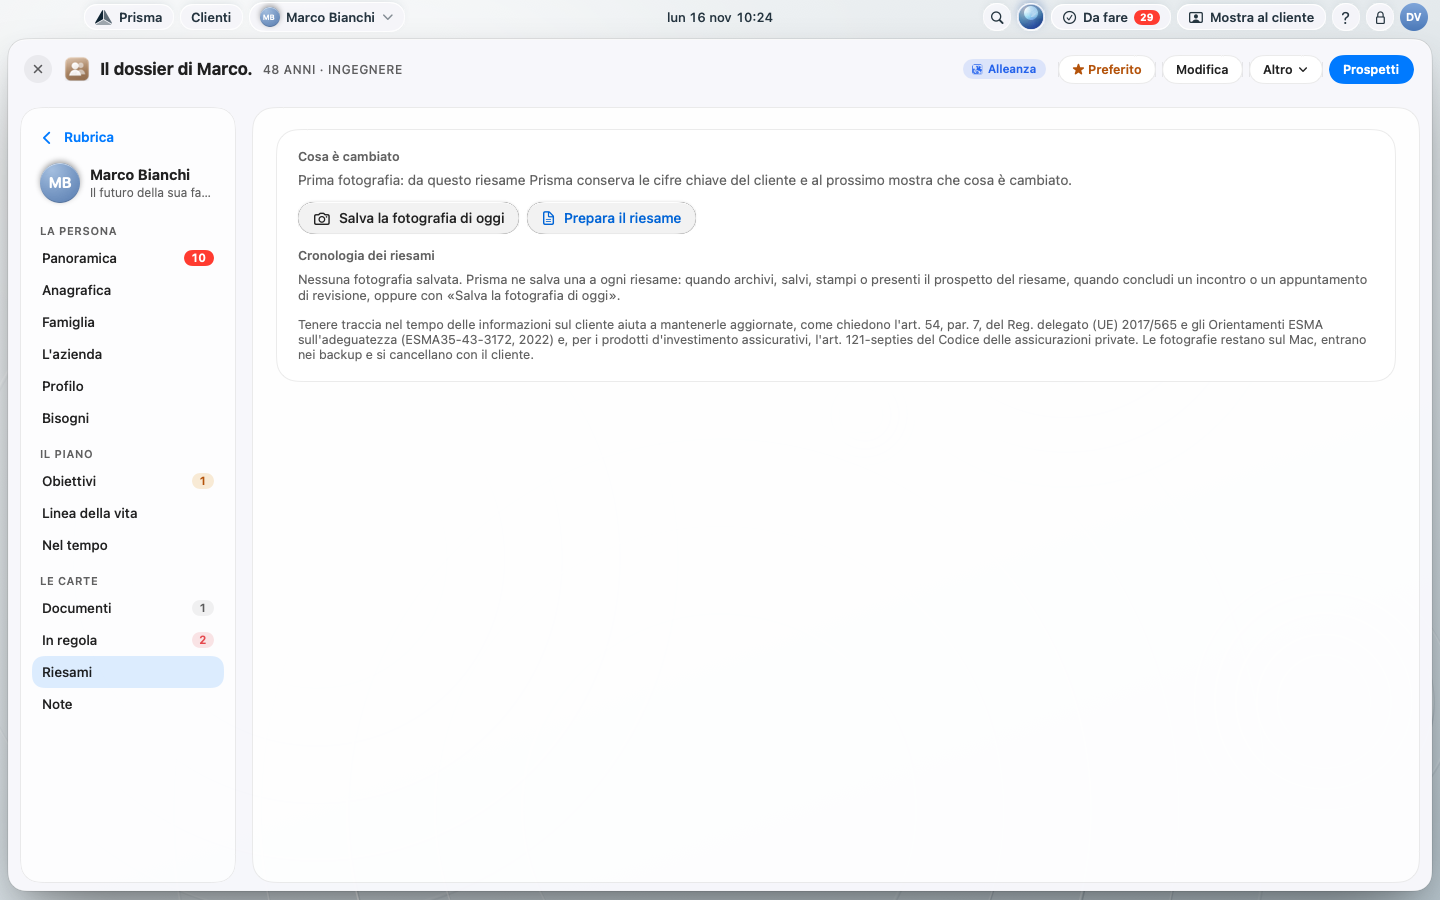 Prisma
Clienti
MB Marco Bianchi
lun 16 nov 10:24
Da fare 29
Mostra al cliente
?
DV
Il dossier di Marco.
48 ANNI · INGEGNERE
Alleanza
Preferito
Modifica
Altro
Prospetti
Rubrica
MB
Marco Bianchi
Il futuro della sua fa...
LA PERSONA
Panoramica 10
Anagrafica
Famiglia
L'azienda
Profilo
Bisogni
IL PIANO
Obiettivi 1
Linea della vita
Nel tempo
LE CARTE
Documenti 1
In regola 2
Riesami
Note
Cosa è cambiato
Prima fotografia: da questo riesame Prisma conserva le cifre chiave del cliente e al prossimo mostra che cosa è cambiato.
Salva la fotografia di oggi
Prepara il riesame
Cronologia dei riesami
Nessuna fotografia salvata. Prisma ne salva una a ogni riesame: quando archivi, salvi, stampi o presenti il prospetto del riesame, quando concludi un incontro o un appuntamento
di revisione, oppure con «Salva la fotografia di oggi».
Tenere traccia nel tempo delle informazioni sul cliente aiuta a mantenerle aggiornate, come chiedono l'art. 54, par. 7, del Reg. delegato (UE) 2017/565 e gli Orientamenti ESMA
sull'adeguatezza (ESMA35-43-3172, 2022) e, per i prodotti d'investimento assicurativi, l'art. 121-septies del Codice delle assicurazioni private. Le fotografie restano sul Mac, entrano
nei backup e si cancellano con il cliente.